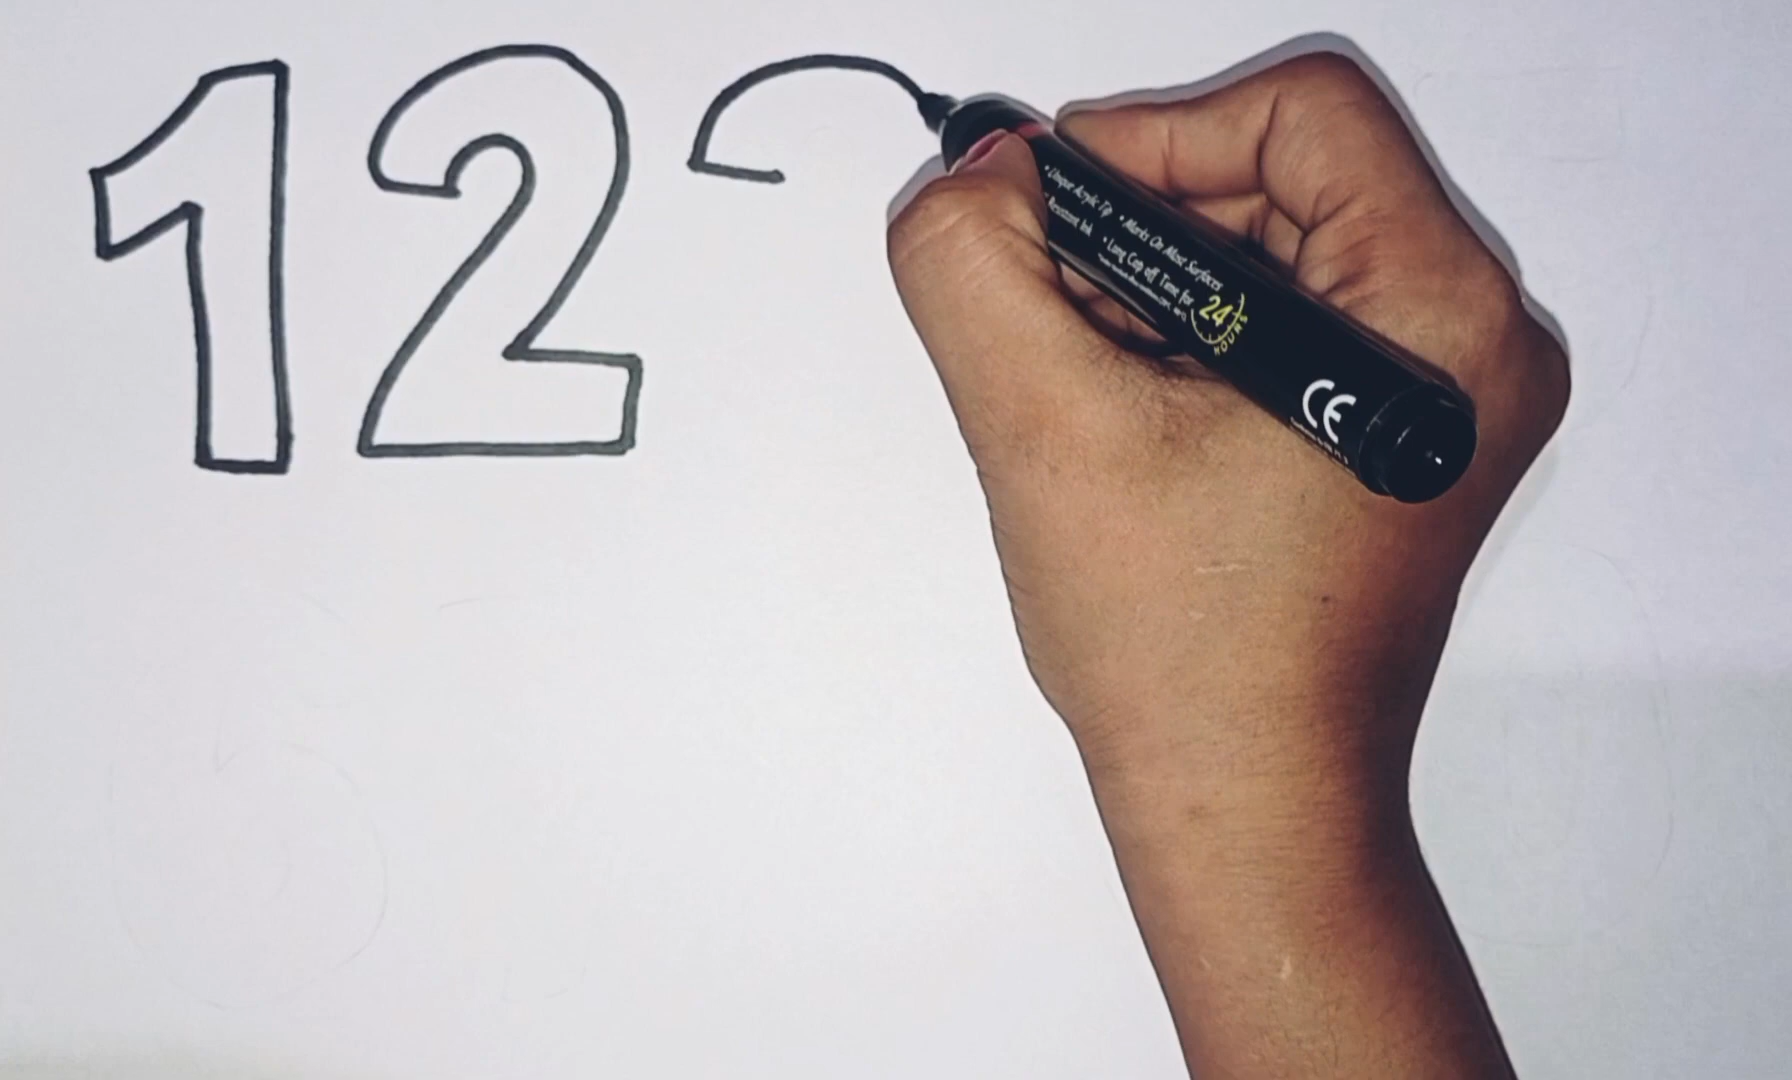 12
• Unique Acrylic Tip • Marks On Most Surfaces
Resistant Ink • Long Cap off Time for 24 HOURS
CE